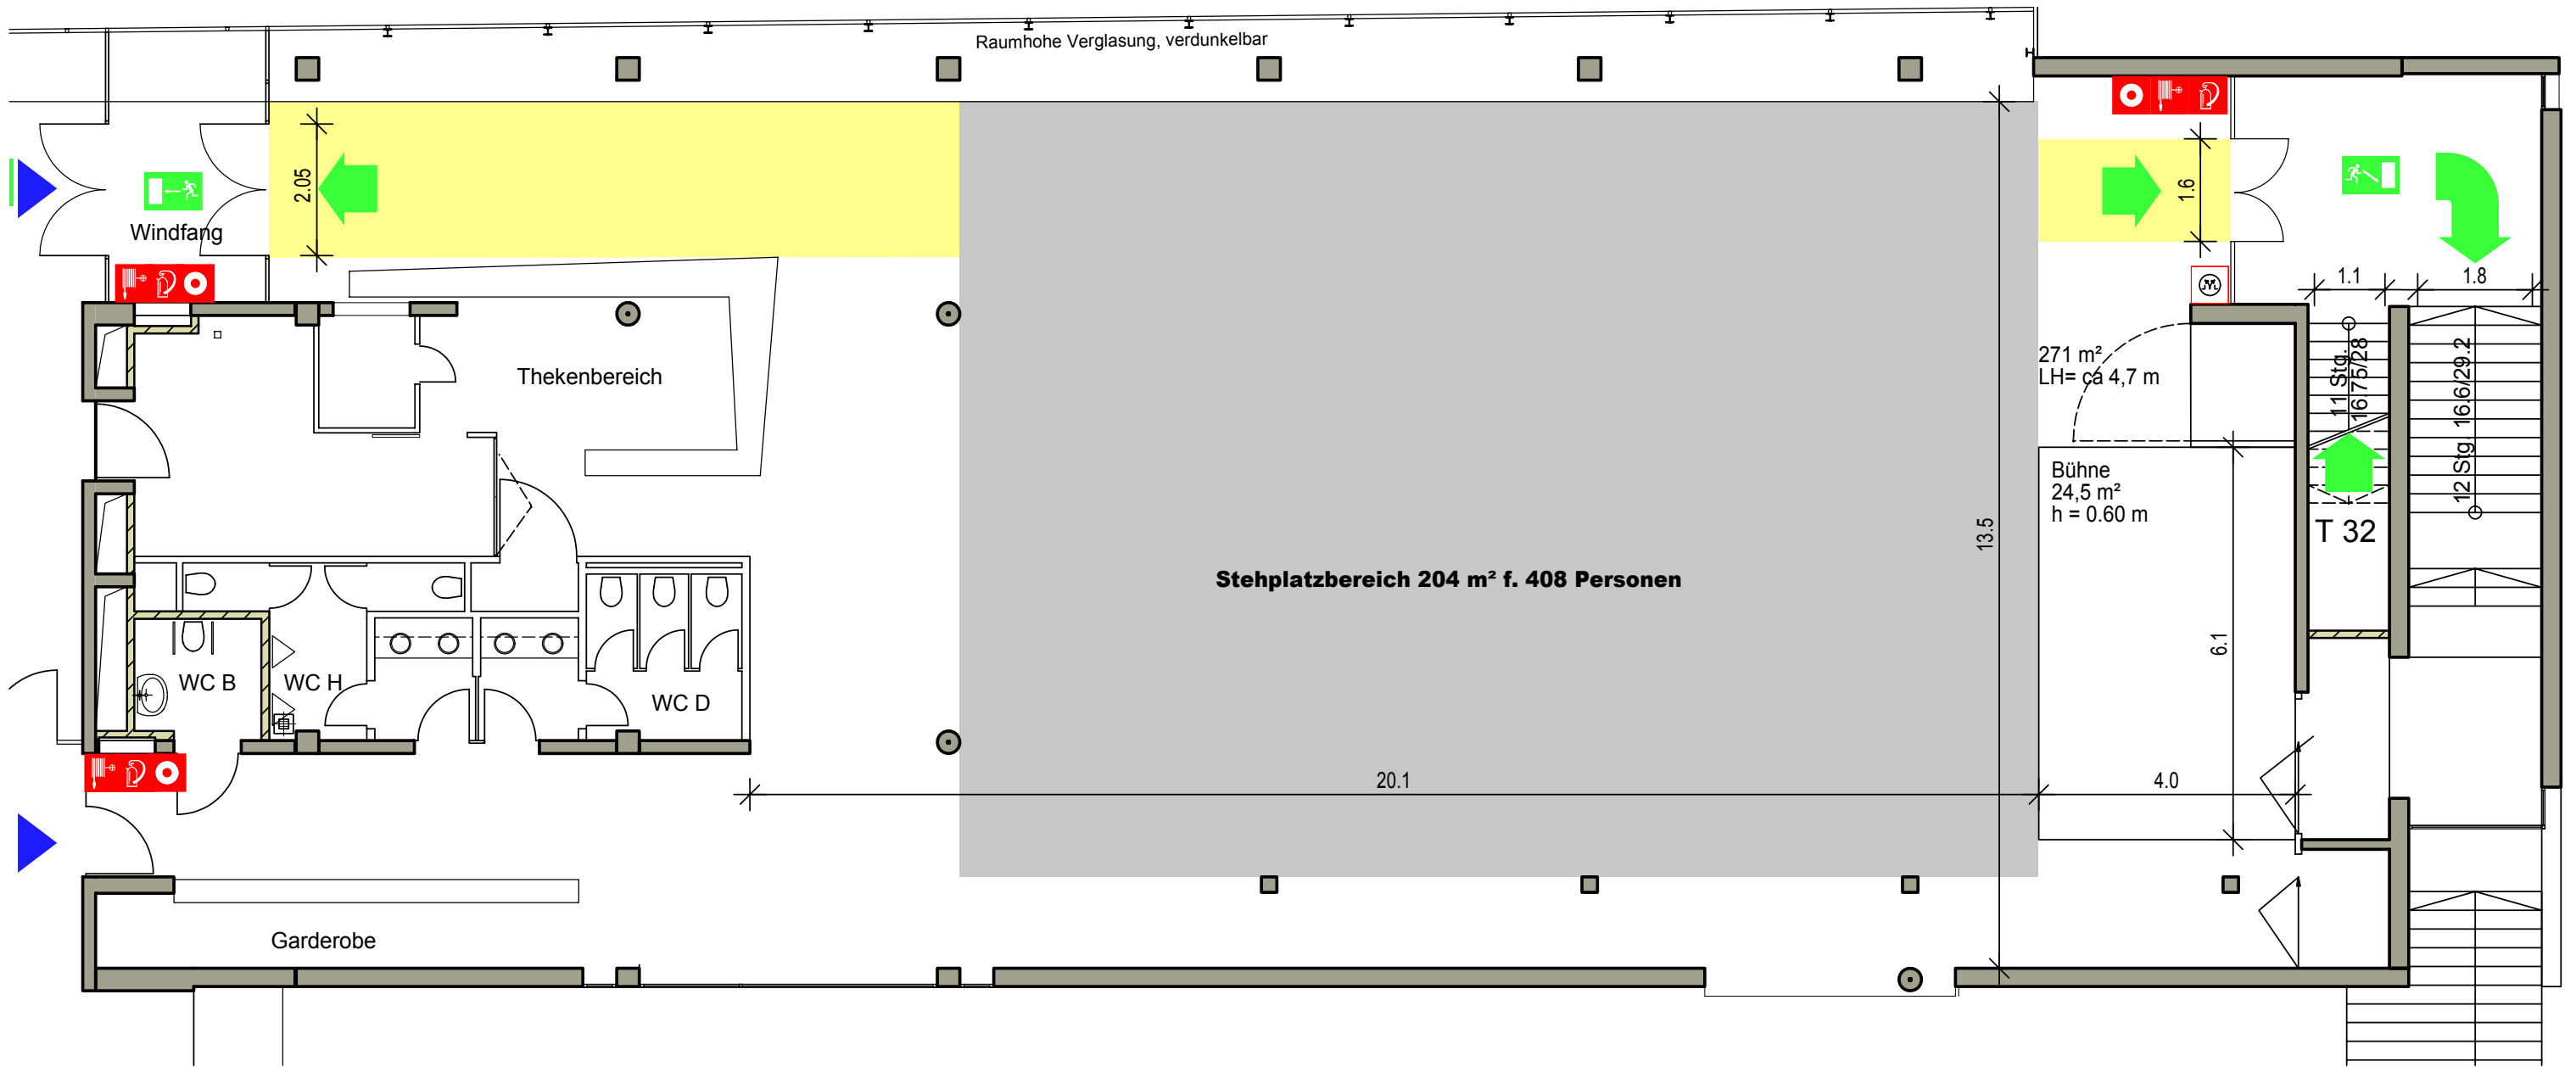 Raumhohe Verglasung, verdunkelbar
2.05
1.6
Windfang
1.1
1.8
271 m²
LH= ca 4,7 m
Thekenbereich
11 Stg.
16.75/28
12 Stg. 16.6/29.2
Bühne
24,5 m²
h = 0.60 m
T 32
13.5
Stehplatzbereich 204 m² f. 408 Personen
6.1
WC B
WC H
WC D
20.1
4.0
Garderobe